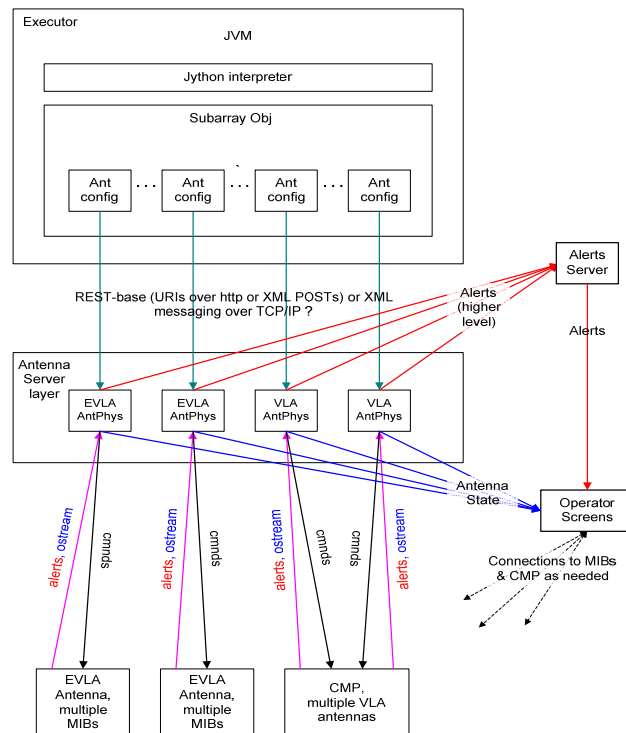 Executor
JVM
Jython interpreter
Subarray Obj
`
Ant
config
. . .
Ant
config
. . .
Ant
config
. . .
Ant
config
Alerts
Server
REST-base (URIs over http or XML POSTs) or XML
messaging over TCP/IP ?
Alerts
(higher
level)
Alerts
Antenna
Server
layer
EVLA
AntPhys
EVLA
AntPhys
VLA
AntPhys
VLA
AntPhys
Antenna
State
Operator
Screens
alerts, ostream
cmnds
alerts, ostream
cmnds
alerts, ostream
cmnds
cmnds
alerts, ostream
Connections to MIBs
& CMP as needed
EVLA
Antenna,
multiple
MIBs
EVLA
Antenna,
multiple
MIBs
CMP,
multiple VLA
antennas